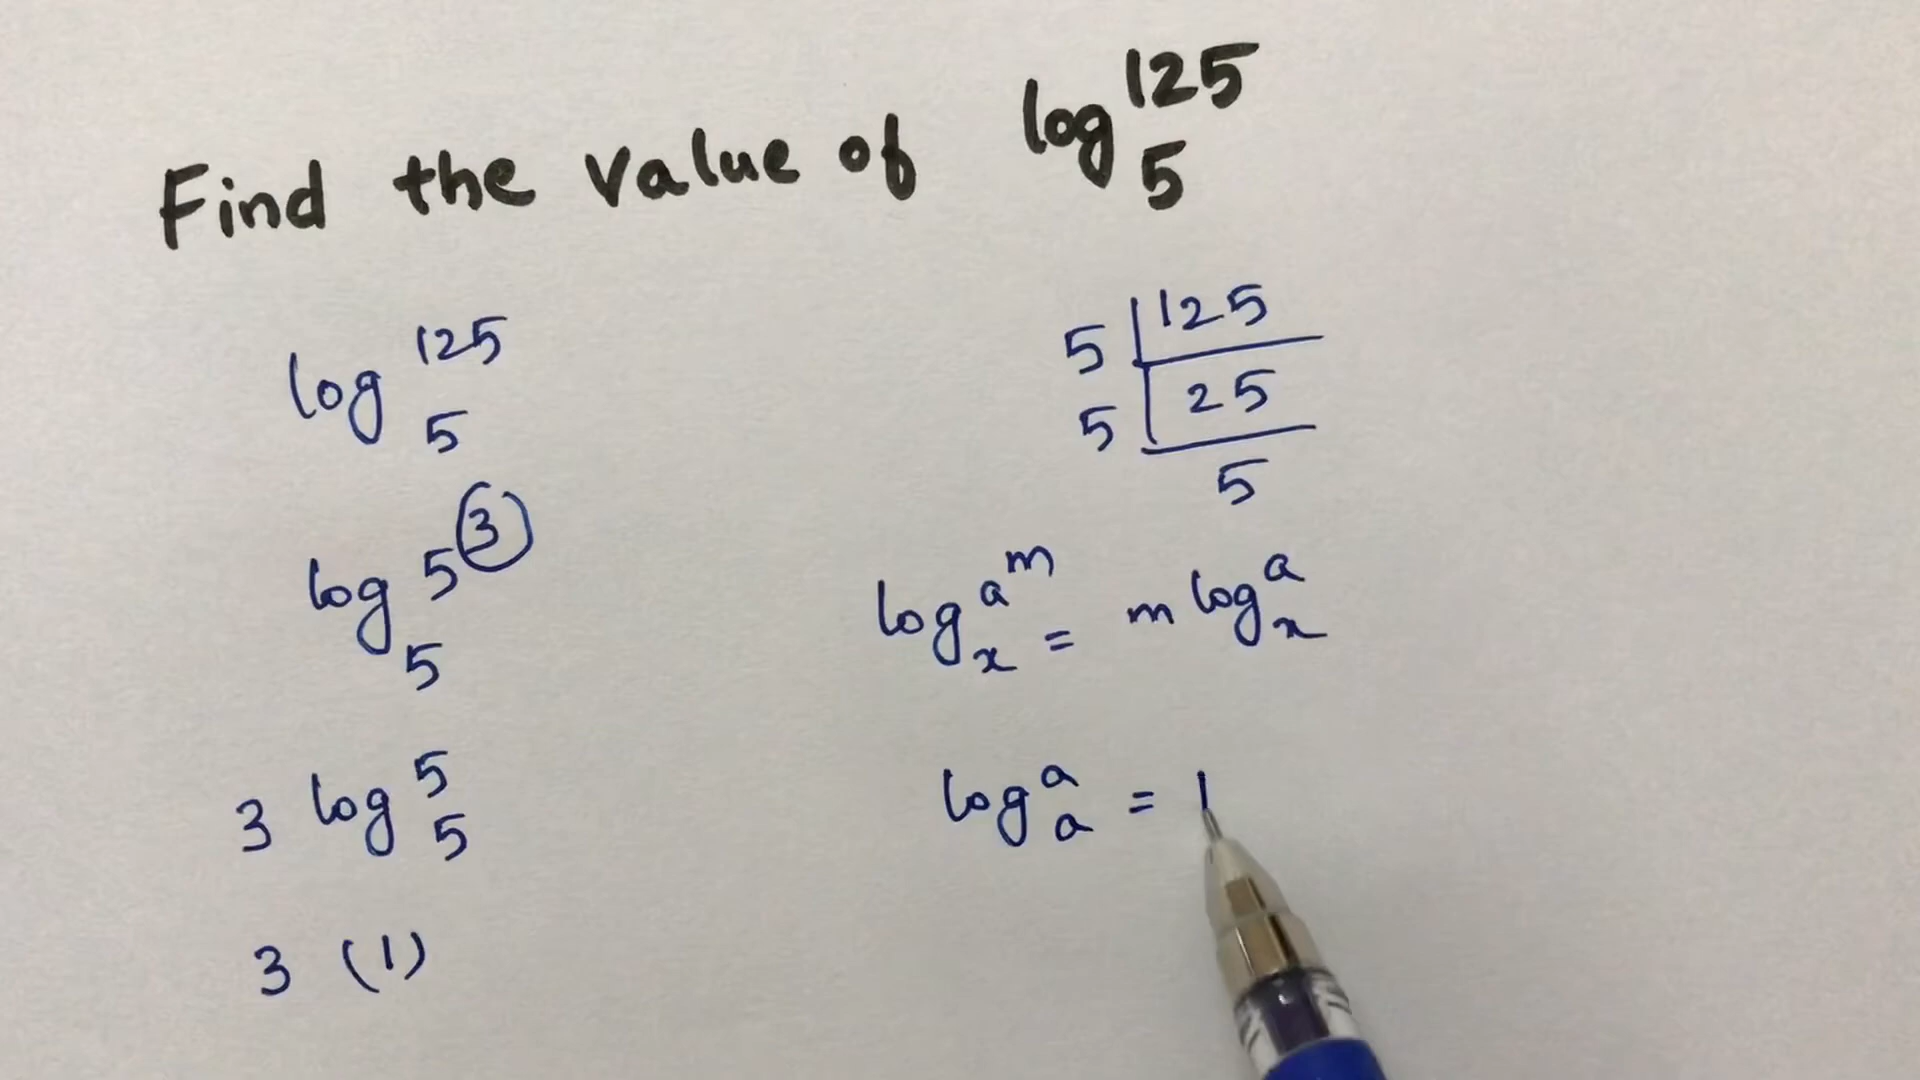 Find the value of log 125 5
log 125 5
log 5^3 5
3 log 5 5
3 (1)
5 | 125
5 | 25
5
log a^m x = m log a x
log a a = 1